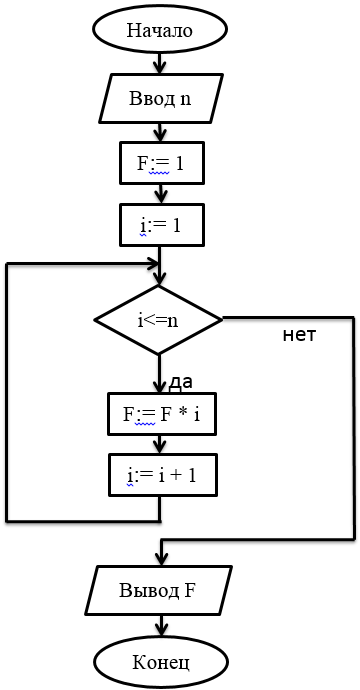 Начало
Ввод n
F:= 1
i:= 1
i<=n
нет
да
F:= F * i
i:= i + 1
Вывод F
Конец